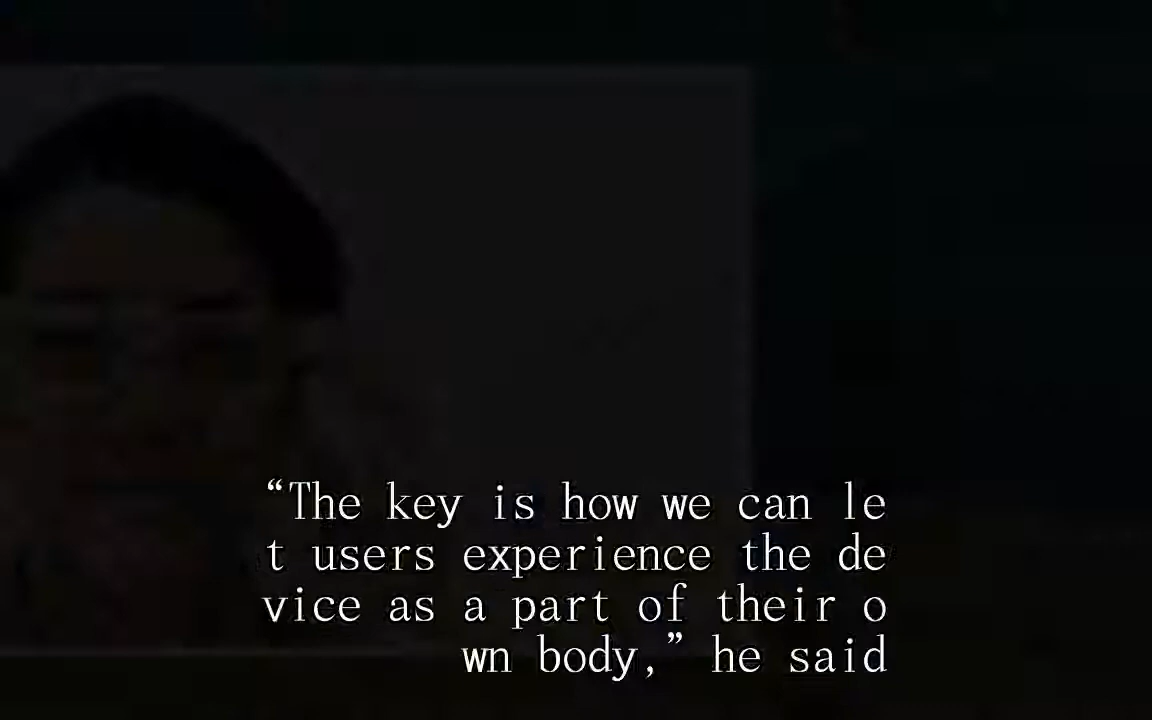 “The key is how we can le
t users experience the de
vice as a part of their o
wn body,” he said